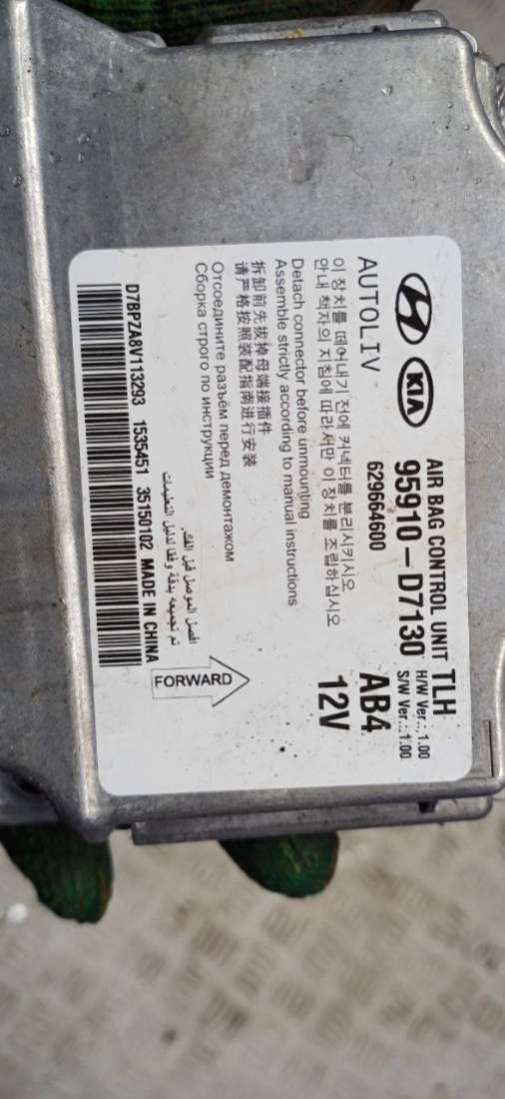 KIA
AIR BAG CONTROL UNIT
TLH
95910-D7130
H/W Ver.:1.00
S/W Ver.:1.00
AUTOLIV
629664600
AB4
12V
이 장치를 떼어내기 전에 커넥터를 분리시키시오
안내 책자의 지침에 따라서만 이 장치를 조립하십시오
Detach connector before unmounting
Assemble strictly according to manual instructions
拆卸前先拔掉母端接插件
请严格按照装配指南进行安装
Отсоедините разъём перед демонтажом
Сборка строго по инструкции
افصل الموصل قبل الفك.
تم تجميعه بدقة وفقا لدليل التعليمات
FORWARD
D7BPZA8V113293 1535451 35150102 MADE IN CHINA